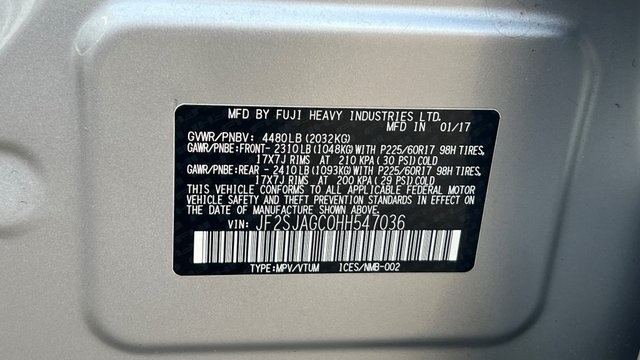 MFD BY FUJI HEAVY INDUSTRIES LTD.
MFD IN 01/17
GVWR/PNBV: 4480LB (2032KG)
GAWR/PNBE:FRONT- 2310LB (1048KG) WITH P225/60R17 98H TIRES,
17X7J RIMS AT 210 KPA (30 PSI) COLD
GAWR/PNBE:REAR - 2410LB (1093KG) WITH P225/60R17 98H TIRES,
17X7J RIMS AT 200 KPA (29 PSI) COLD
THIS VEHICLE CONFORMS TO ALL APPLICABLE FEDERAL MOTOR
VEHICLE SAFETY AND THEFT PREVENTION STANDARDS IN EFFECT
ON THE DATE OF MANUFACTURE SHOWN ABOVE.
VIN: JF2SJAGC0HH547036
TYPE:MPV/VTUM ICES/NMB-002